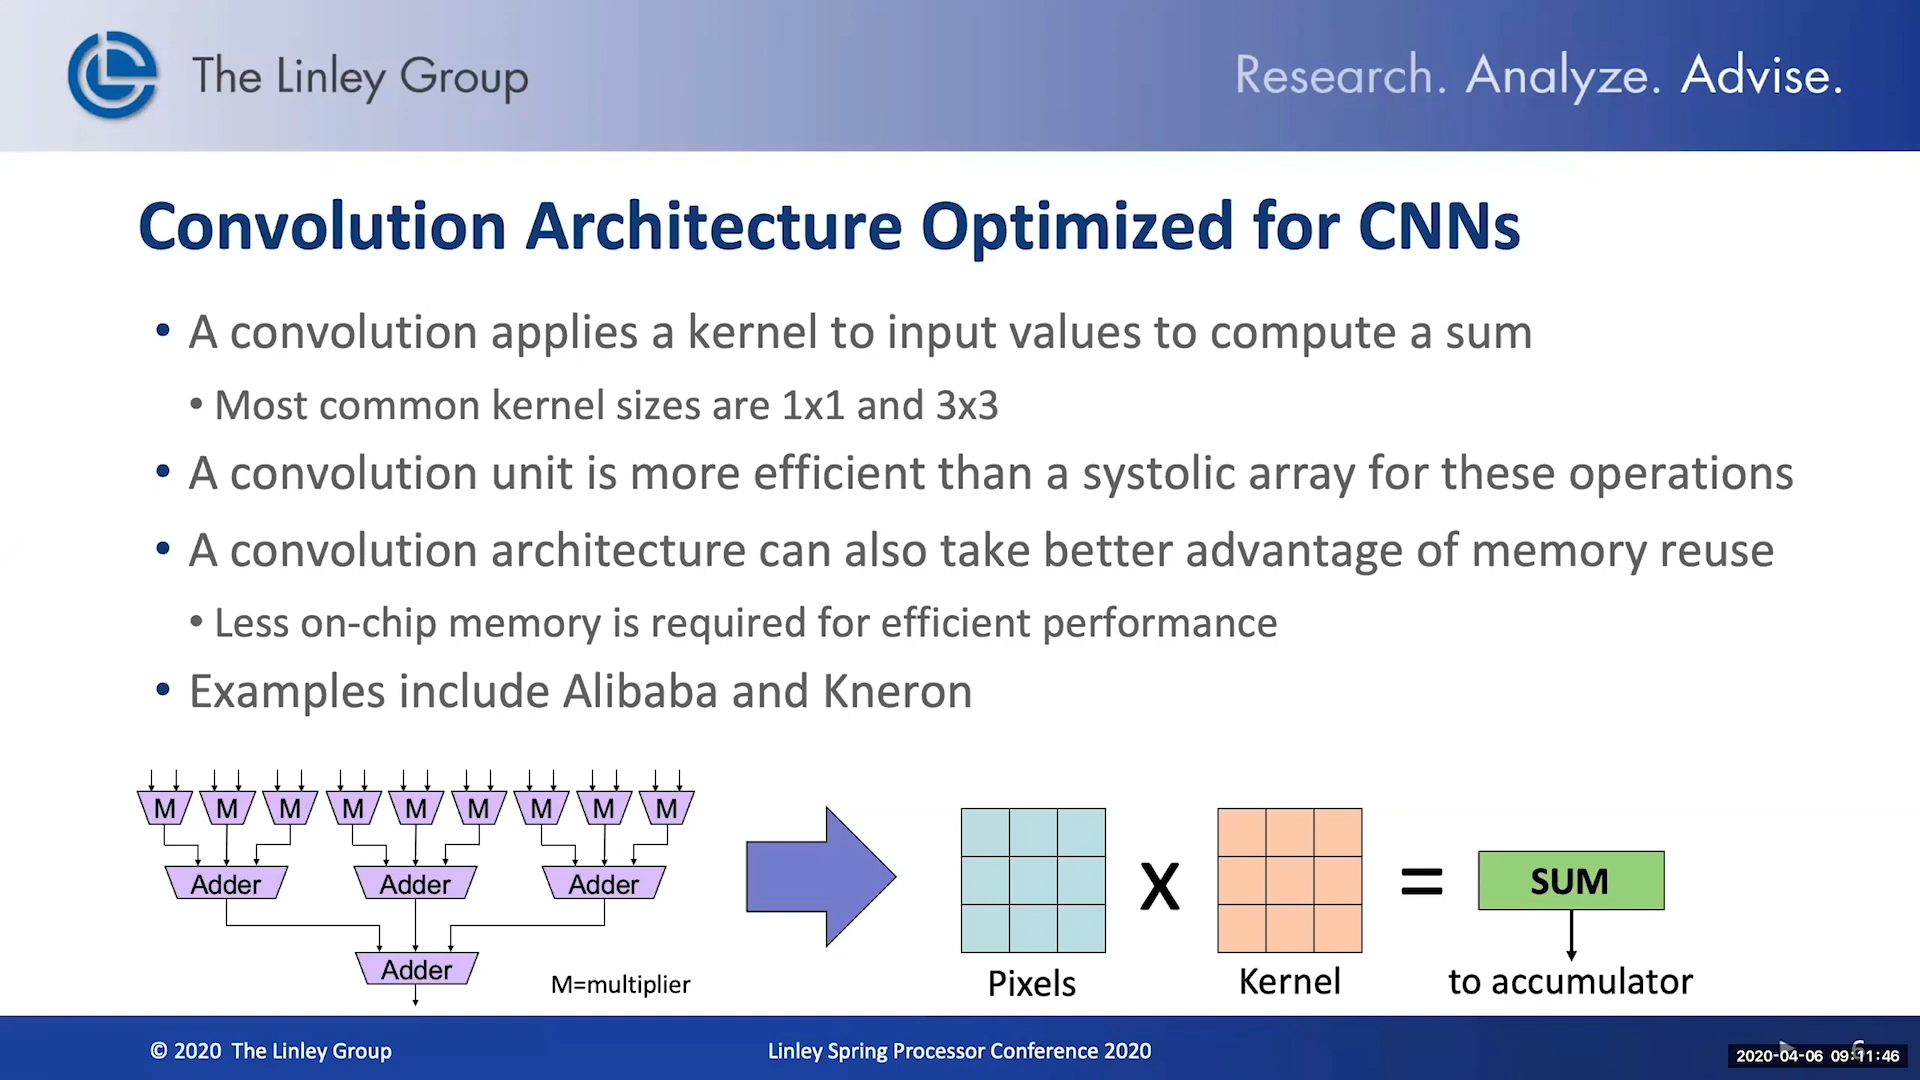 The Linley Group
Research. Analyze. Advise.
Convolution Architecture Optimized for CNNs
• A convolution applies a kernel to input values to compute a sum
• Most common kernel sizes are 1x1 and 3x3
• A convolution unit is more efficient than a systolic array for these operations
• A convolution architecture can also take better advantage of memory reuse
• Less on-chip memory is required for efficient performance
• Examples include Alibaba and Kneron
M M M M M M M M M
Adder Adder Adder
Adder
M=multiplier
X
=
SUM
Pixels
Kernel
to accumulator
© 2020 The Linley Group
Linley Spring Processor Conference 2020
6
2020-04-06 09:11:46